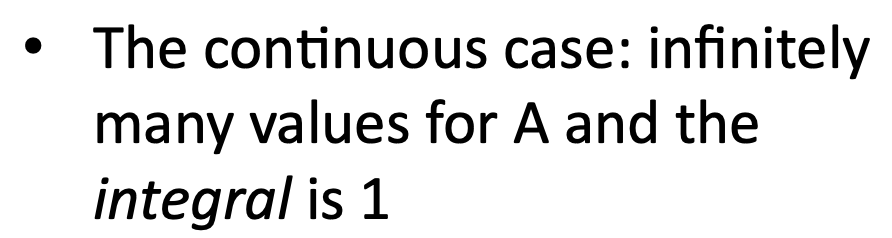 • The continuous case: infinitely
many values for A and the
integral is 1